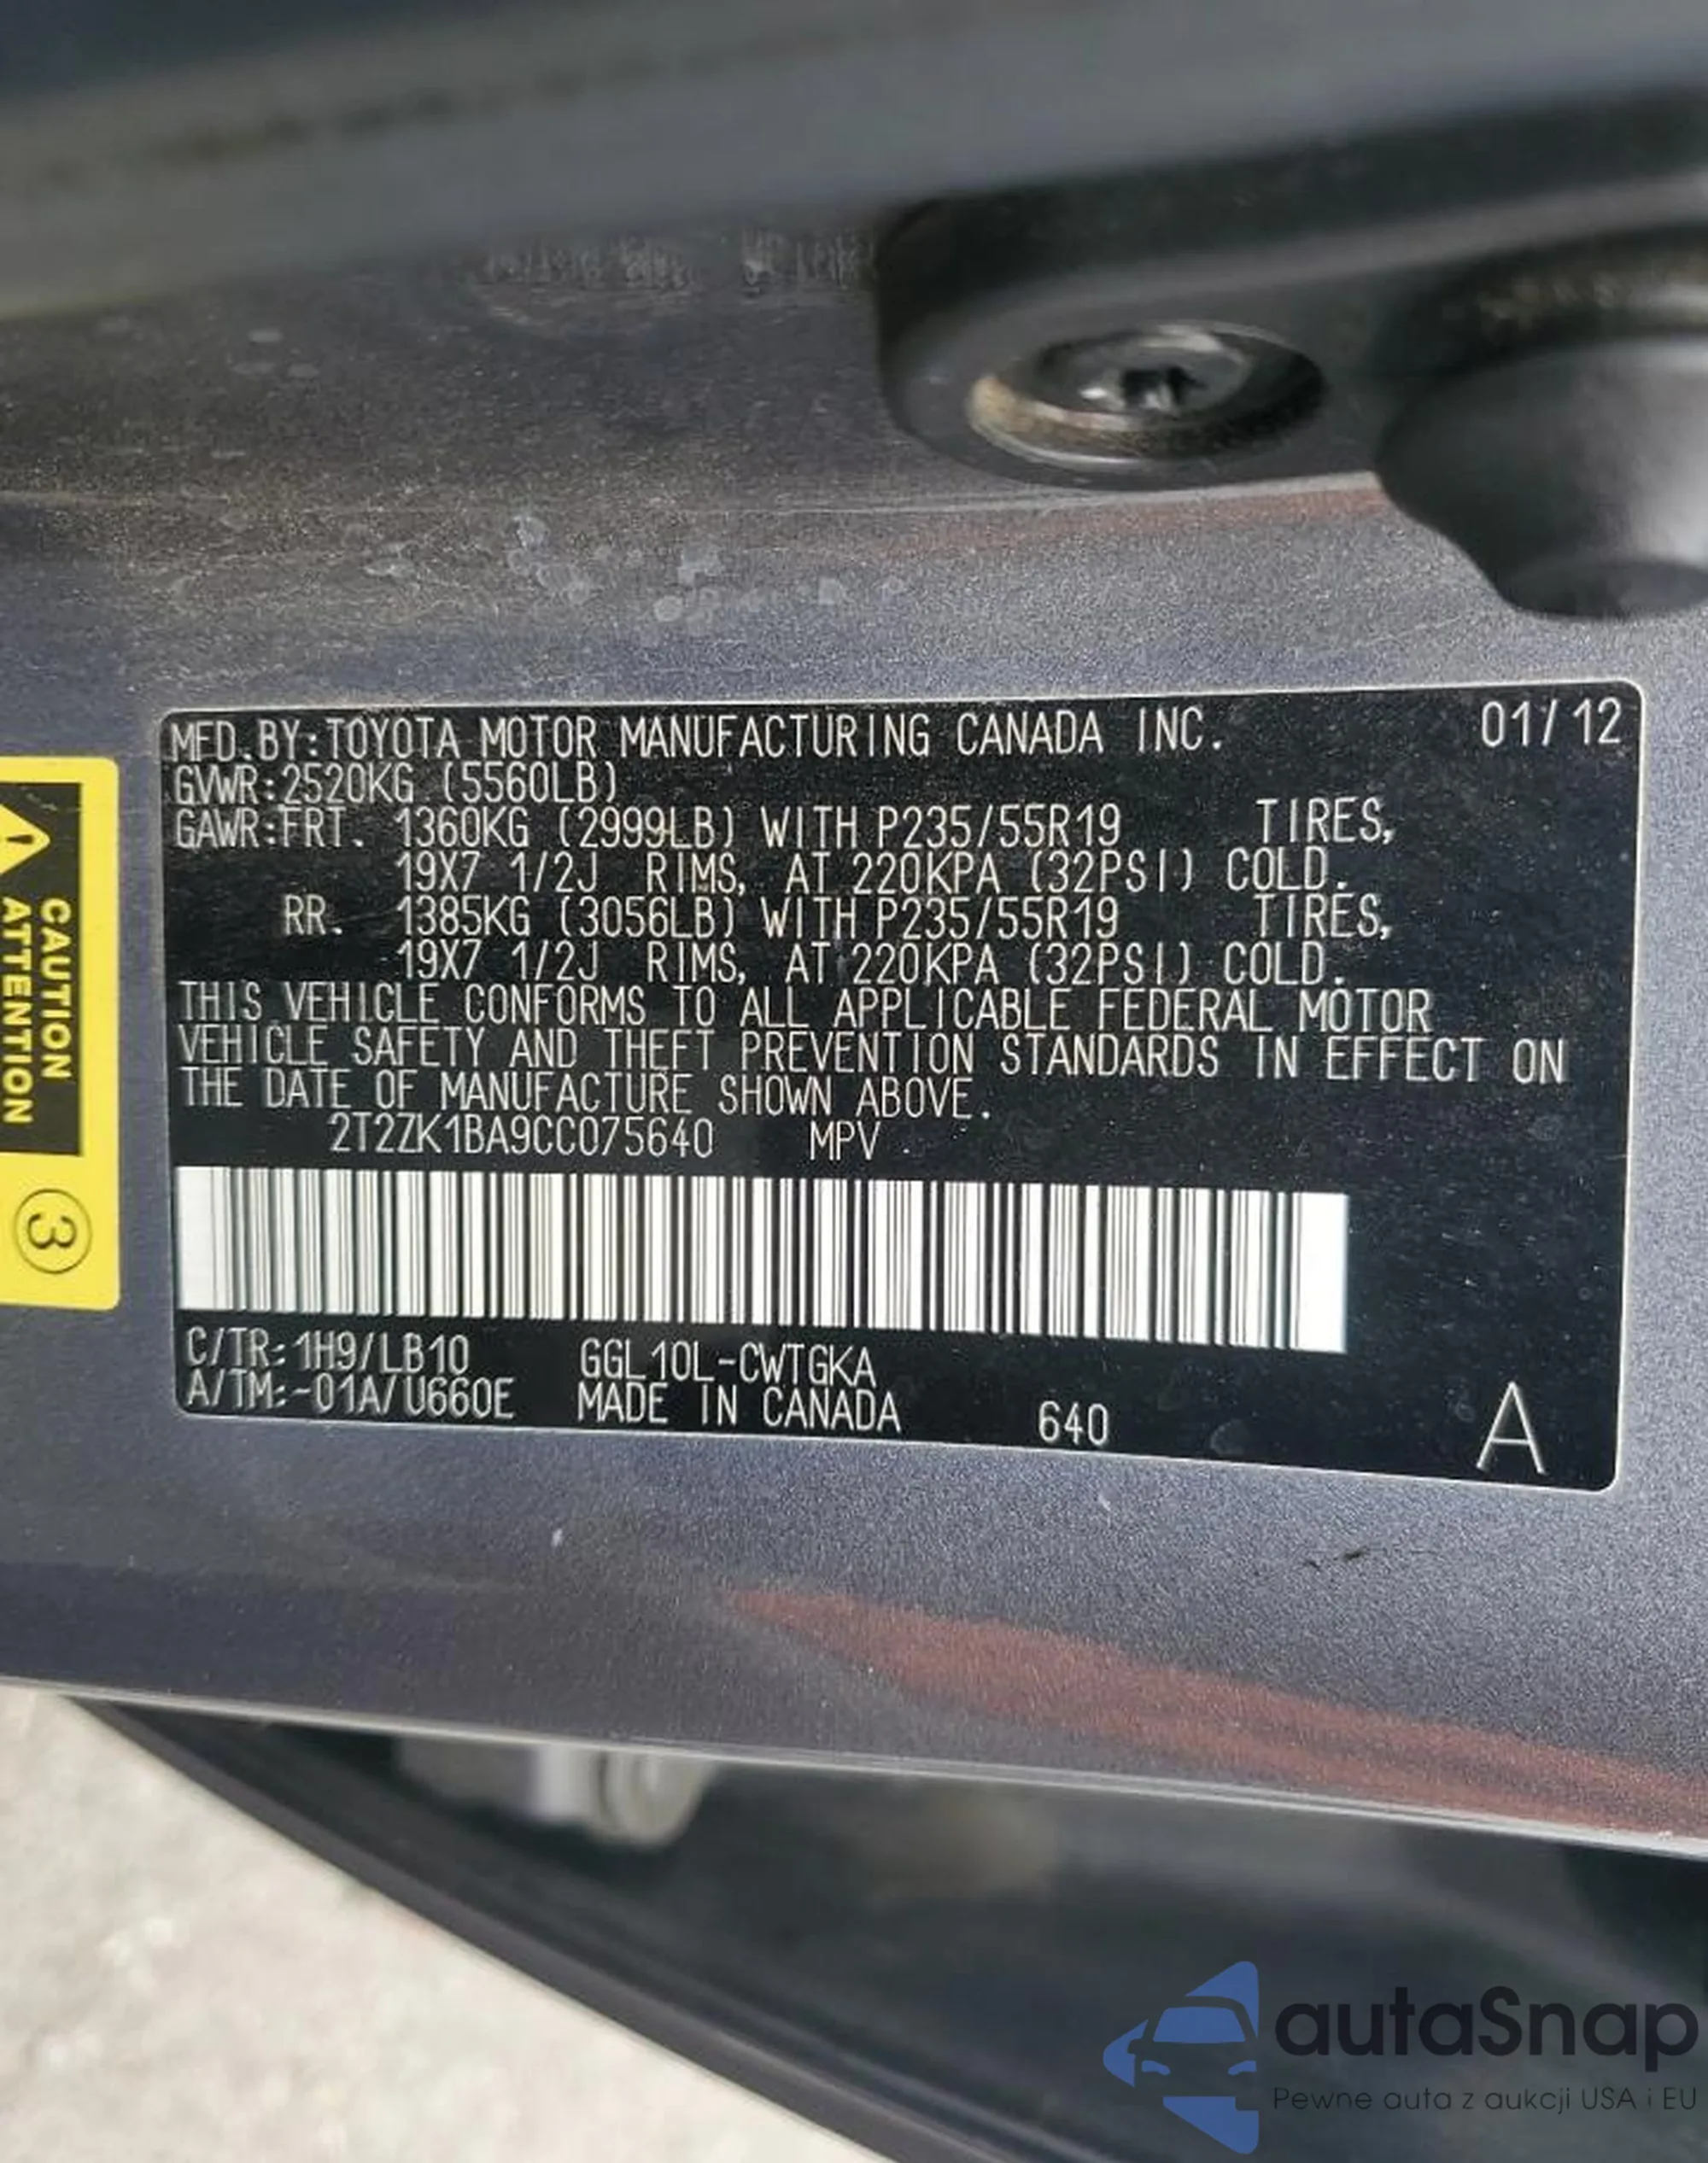 MFD.BY:TOYOTA MOTOR MANUFACTURING CANADA INC. 01/12
GVWR:2520KG (5560LB)
GAWR:FRT. 1360KG (2999LB) WITH P235/55R19 TIRES,
19X7 1/2J RIMS, AT 220KPA (32PSI) COLD.
RR. 1385KG (3056LB) WITH P235/55R19 TIRES,
19X7 1/2J RIMS, AT 220KPA (32PSI) COLD.
THIS VEHICLE CONFORMS TO ALL APPLICABLE FEDERAL MOTOR
VEHICLE SAFETY AND THEFT PREVENTION STANDARDS IN EFFECT ON
THE DATE OF MANUFACTURE SHOWN ABOVE.
2T2ZK1BA9CC075640 MPV
C/TR:1H9/LB10 GGL10L-CWTGKA
A/TM:-01A/U660E MADE IN CANADA 640 A
CAUTION
ATTENTION
3
autaSnap
Pewne auta z aukcji USA i EU